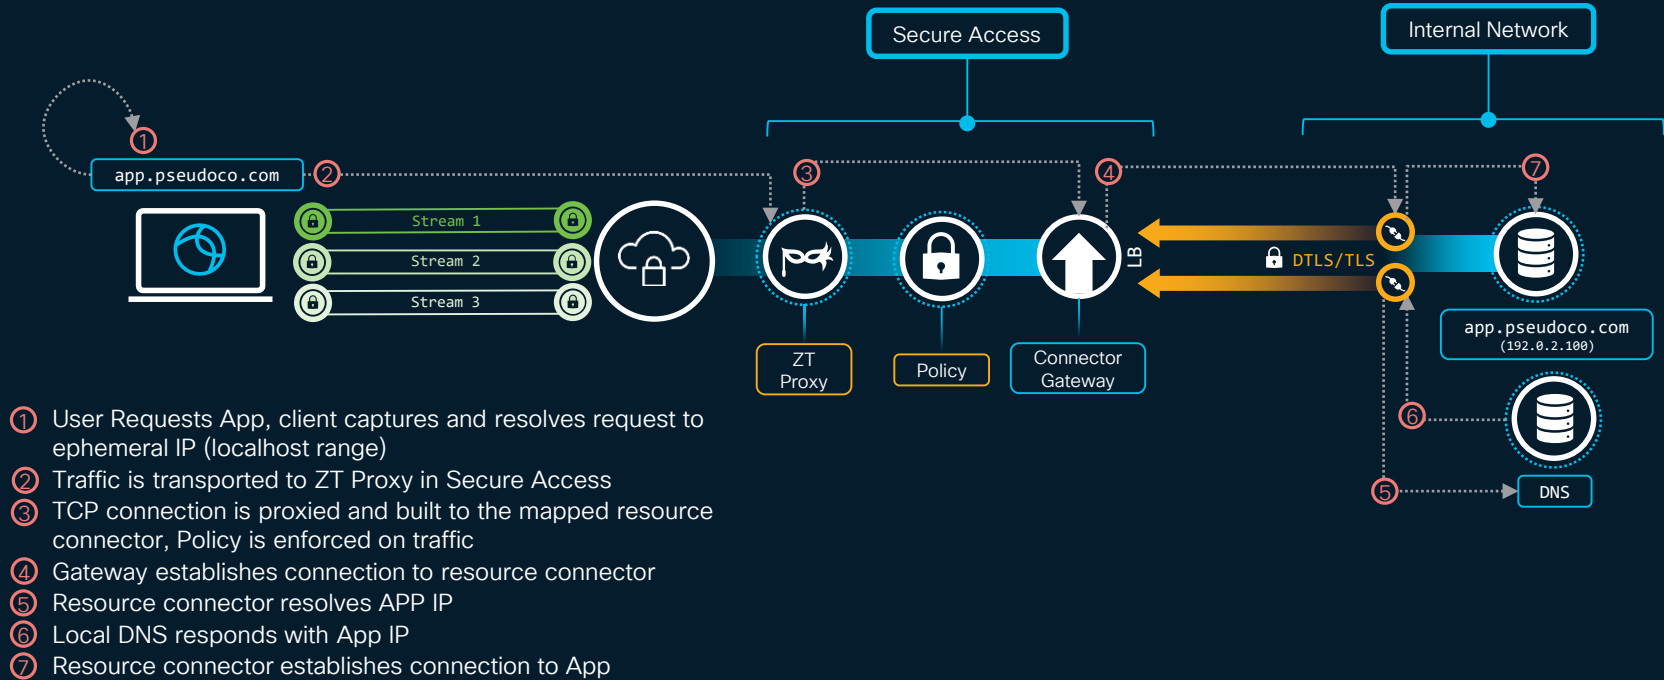 Secure Access
Internal Network
1
app.pseudoco.com
2
3
4
7
Stream 1
Stream 2
Stream 3
LB
DTLS/TLS
ZT
Proxy
Policy
Connector
Gateway
app.pseudoco.com
(192.0.2.100)
6
5
DNS
1 User Requests App, client captures and resolves request to
ephemeral IP (localhost range)
2 Traffic is transported to ZT Proxy in Secure Access
3 TCP connection is proxied and built to the mapped resource
connector, Policy is enforced on traffic
4 Gateway establishes connection to resource connector
5 Resource connector resolves APP IP
6 Local DNS responds with App IP
7 Resource connector establishes connection to App